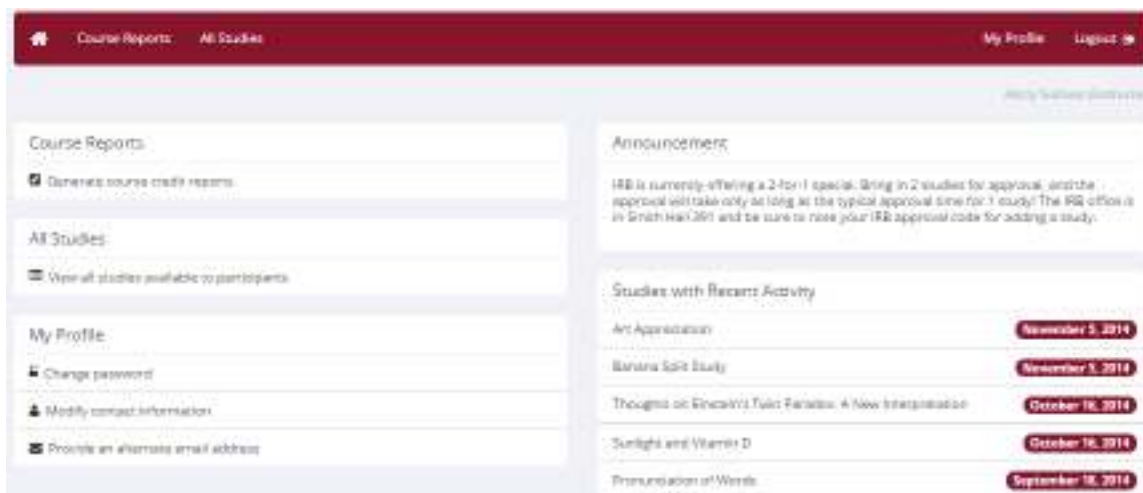 Course Reports All Studies My Profile Logout
Course Reports
Generate course credit reports
All Studies
View all studies available to participants
My Profile
Change password
Modify contact information
Provide an alternate email address
Announcement
IRB is currently offering a 2-for-1 special. Bring in 2 studies for approval, and the
approval will take only as long as the typical approval time for 1 study! The IRB office is
in Smith Hall 391 and be sure to note your IRB approval code for adding a study.
Studies with Recent Activity
Art Appreciation November 5, 2014
Banana Split Study November 5, 2014
Thoughts on Einstein's Twin Paradox: A New Interpretation October 16, 2014
Sunlight and Vitamin D October 16, 2014
Pronunciation of Words September 18, 2014